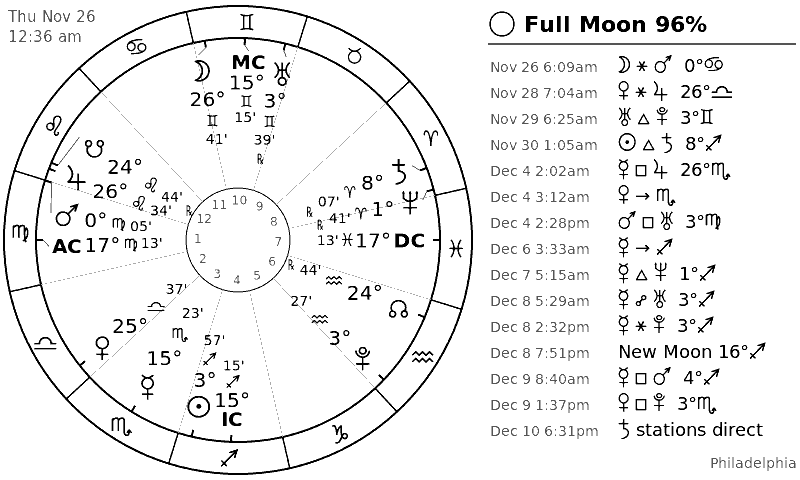 Thu Nov 26
12:36 am
Full Moon 96%
♊
♋
♉
♌
♈
♍
♓
♎
♒
♏
♑
♐
☽ 26° ♊ 41'
MC 15° ♊ 15'
♅ 3° ♊ 39' ℞
☋ 24° ♌ 44' ℞
♃ 26° ♌ 34'
♂ 0° ♍ 05'
AC 17° ♍ 13'
♄ 8° ♈ 07' ℞
♆ 1° ♈ 41' ℞
13' ♓ 17° DC
℞ 44' ♒ 24° ☊
27' ♒ 3° ♇
37' ♎ 25° ♀
23' ♏ 15° ☿
57' ♐ 3° ☉
15' ♐ 15° IC
1
2
3
4
5
6
7
8
9
10
11
12
Nov 26 6:09am ☽ ⚹ ♂ 0°♋
Nov 28 7:04am ♀ ⚹ ♃ 26°♎
Nov 29 6:25am ♅ △ ♇ 3°♊
Nov 30 1:05am ☉ △ ♄ 8°♐
Dec 4 2:02am ☿ □ ♃ 26°♏
Dec 4 3:12am ♀ → ♏
Dec 4 2:28pm ♂ □ ♅ 3°♍
Dec 6 3:33am ☿ → ♐
Dec 7 5:15am ☿ △ ♆ 1°♐
Dec 8 5:29am ☿ ☍ ♅ 3°♐
Dec 8 2:32pm ☿ ⚹ ♇ 3°♐
Dec 8 7:51pm New Moon 16°♐
Dec 9 8:40am ☿ □ ♂ 4°♐
Dec 9 1:37pm ♀ □ ♇ 3°♏
Dec 10 6:31pm ♄ stations direct
Philadelphia